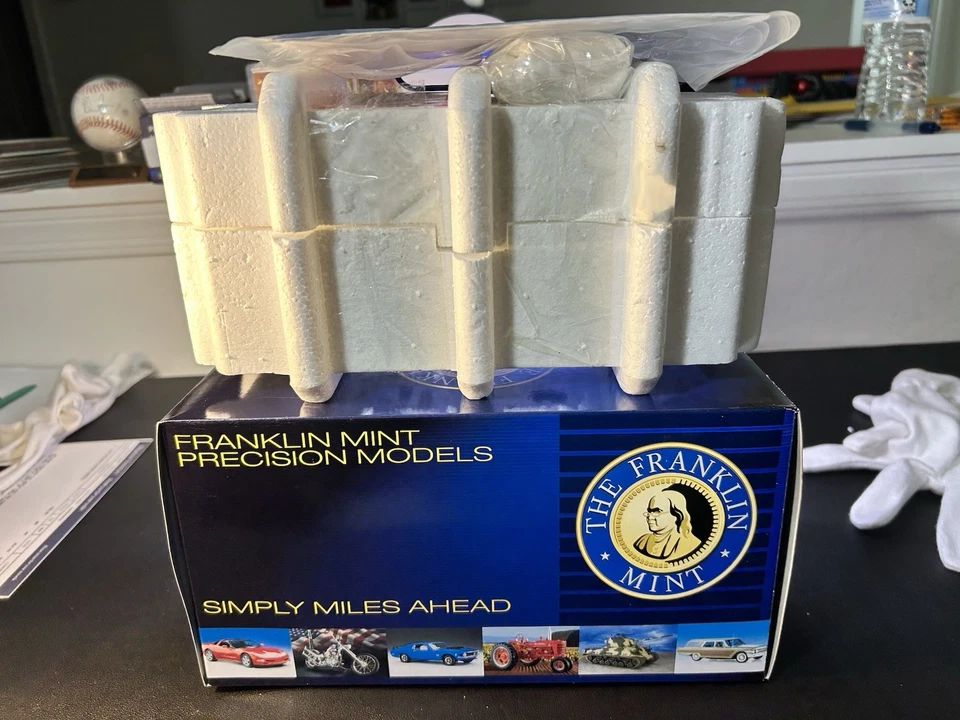 FRANKLIN MINT
PRECISION MODELS
THE FRANKLIN
MINT
SIMPLY MILES AHEAD